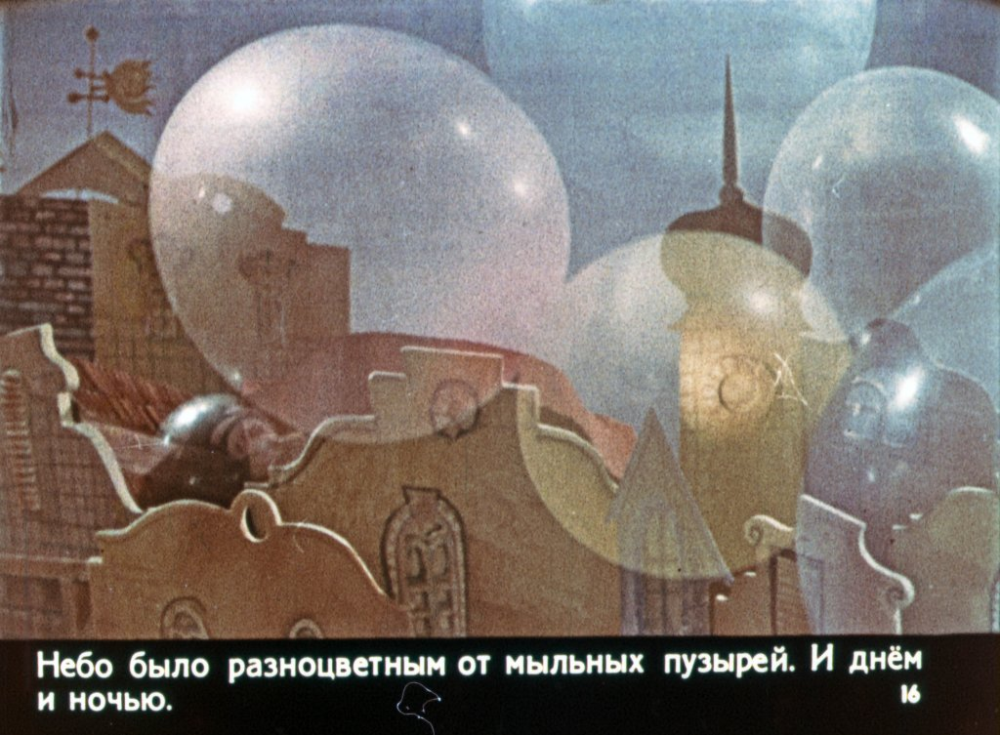 Небо было разноцветным от мыльных пузырей. И днём
и ночью.
16